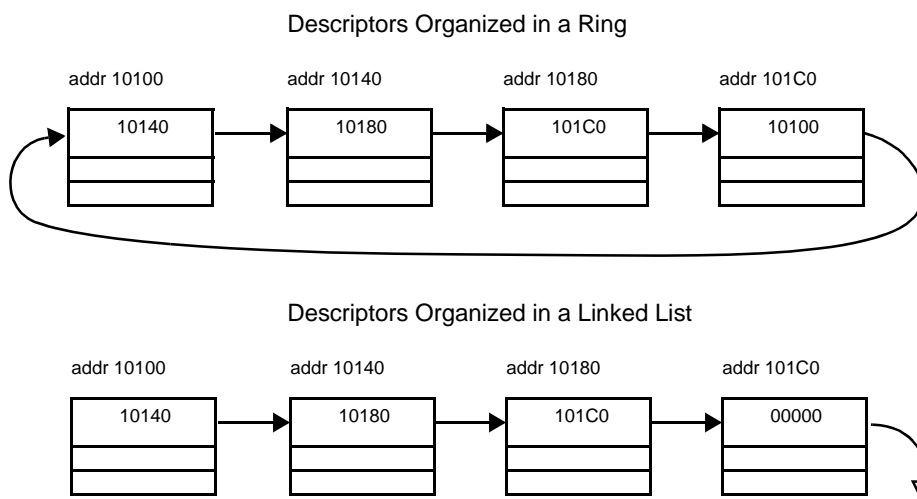 Descriptors Organized in a Ring
addr 10100 addr 10140 addr 10180 addr 101C0
10140 10180 101C0 10100
Descriptors Organized in a Linked List
addr 10100 addr 10140 addr 10180 addr 101C0
10140 10180 101C0 00000